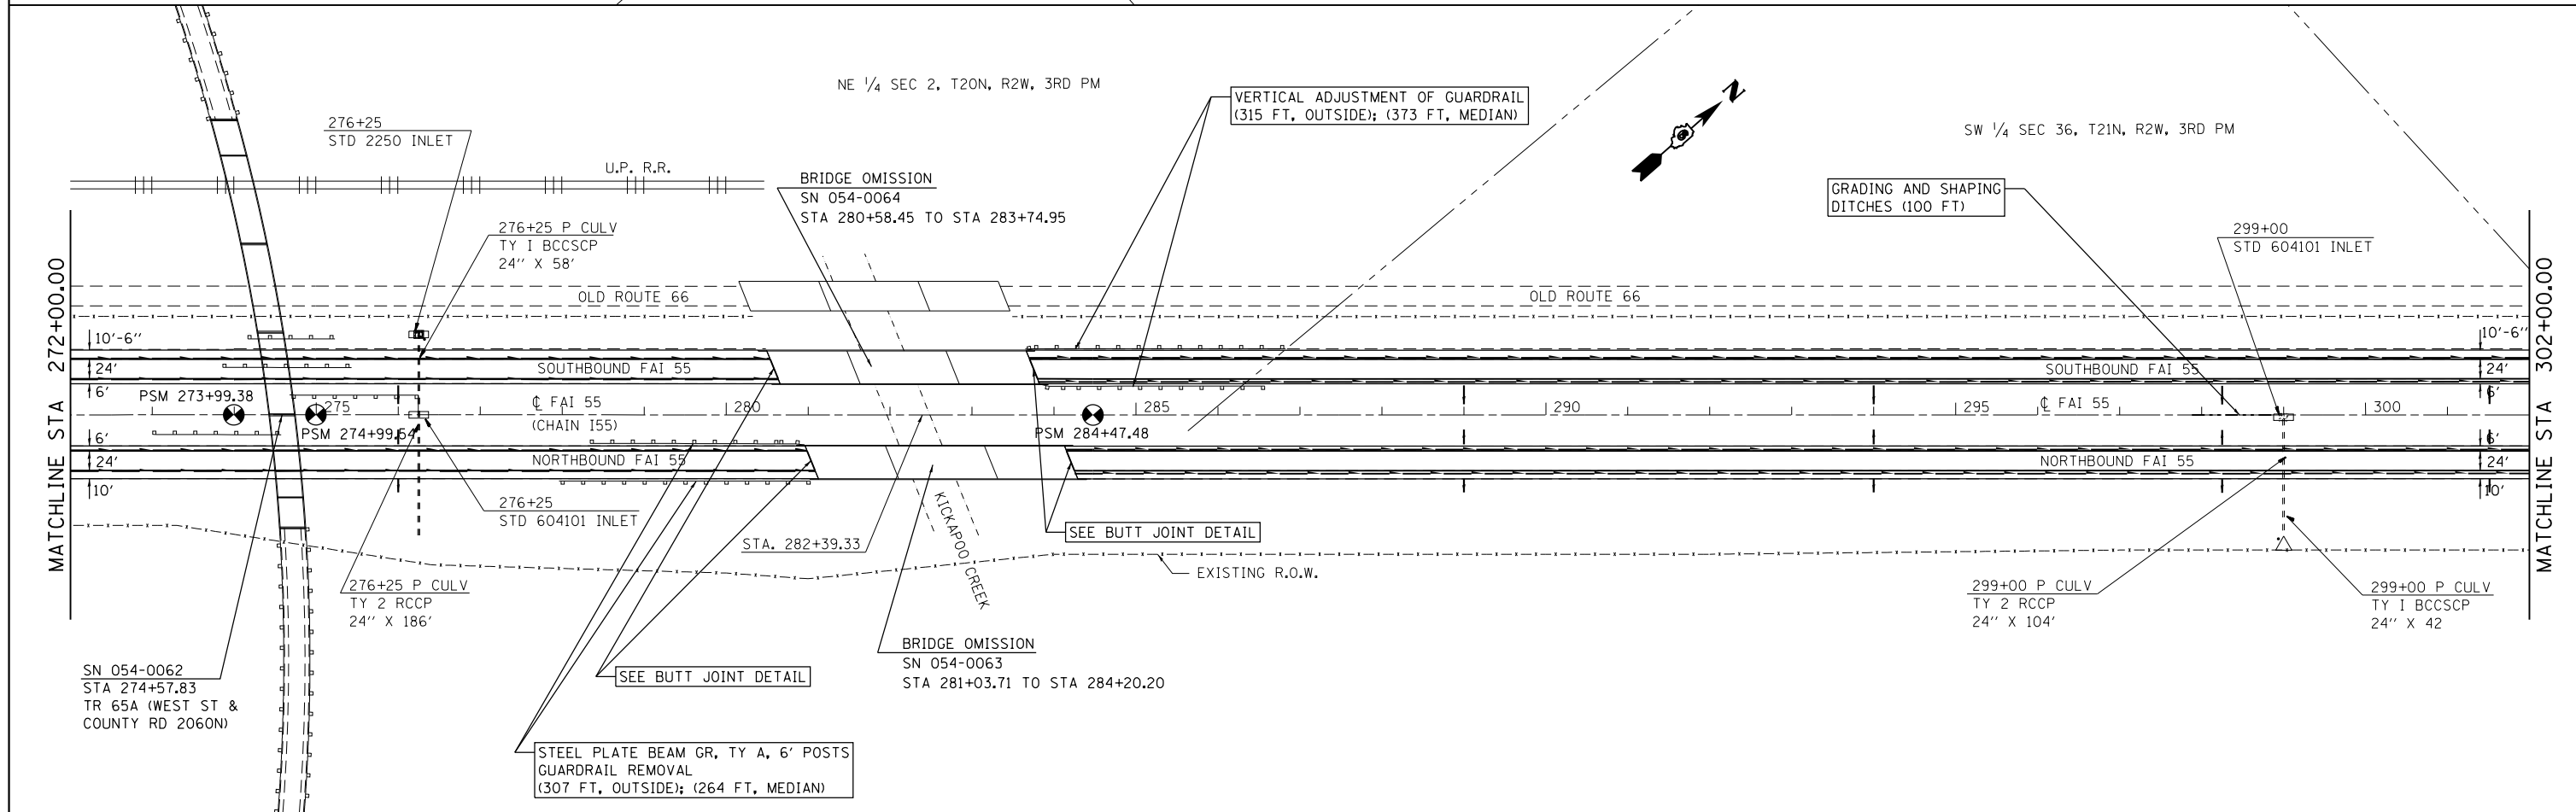 NE 1/4 SEC 2, T20N, R2W, 3RD PM
VERTICAL ADJUSTMENT OF GUARDRAIL
(315 FT, OUTSIDE); (373 FT, MEDIAN)
N
SW 1/4 SEC 36, T21N, R2W, 3RD PM
276+25
STD 2250 INLET
U.P. R.R.
BRIDGE OMISSION
SN 054-0064
STA 280+58.45 TO STA 283+74.95
GRADING AND SHAPING
DITCHES (100 FT)
276+25 P CULV
TY I BCCSCP
24'' X 58'
299+00
STD 604101 INLET
MATCHLINE STA 272+00.00
MATCHLINE STA 302+00.00
OLD ROUTE 66
OLD ROUTE 66
10'-6''
10'-6''
24'
SOUTHBOUND FAI 55
SOUTHBOUND FAI 55
24'
6'
6'
PSM 273+99.38
275
℄ FAI 55
(CHAIN I55)
280
285
290
295
℄ FAI 55
300
PSM 274+99.64
PSM 284+47.48
6'
6'
24'
NORTHBOUND FAI 55
NORTHBOUND FAI 55
24'
10'
10'
276+25
STD 604101 INLET
KICKAPOO CREEK
STA. 282+39.33
SEE BUTT JOINT DETAIL
EXISTING R.O.W.
276+25 P CULV
TY 2 RCCP
24'' X 186'
299+00 P CULV
TY 2 RCCP
24'' X 104'
299+00 P CULV
TY I BCCSCP
24'' X 42
BRIDGE OMISSION
SN 054-0063
STA 281+03.71 TO STA 284+20.20
SN 054-0062
STA 274+57.83
TR 65A (WEST ST &
COUNTY RD 2060N)
SEE BUTT JOINT DETAIL
STEEL PLATE BEAM GR, TY A, 6' POSTS
GUARDRAIL REMOVAL
(307 FT, OUTSIDE); (264 FT, MEDIAN)